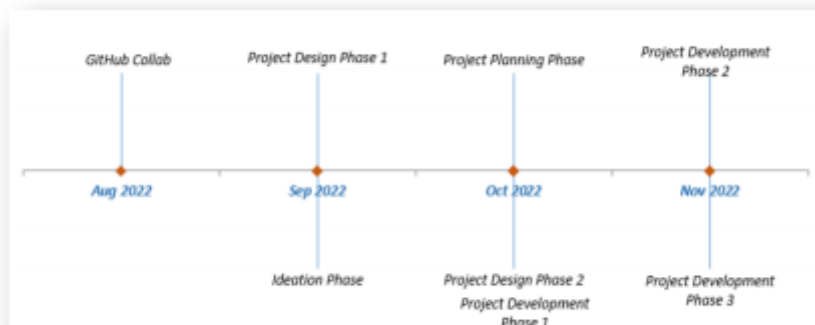 GitHub Collab
Project Design Phase 1
Project Planning Phase
Project Development
Phase 2
Aug 2022
Sep 2022
Oct 2022
Nov 2022
Ideation Phase
Project Design Phase 2
Project Development
Phase 1
Project Development
Phase 3